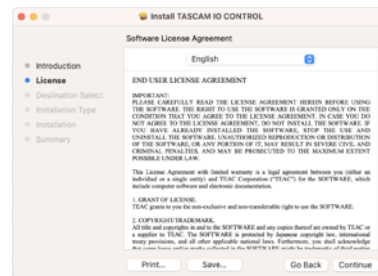 Install TASCAM IO CONTROL
Software License Agreement
English
Introduction
License
Destination Select
Installation Type
Installation
Summary
END USER LICENSE AGREEMENT
IMPORTANT:
PLEASE CAREFULLY READ THE LICENSE AGREEMENT HEREIN BEFORE USING
THE SOFTWARE. THE RIGHT TO USE THE SOFTWARE IS GRANTED ONLY ON THE
CONDITION THAT YOU AGREE TO THE LICENSE AGREEMENT. IN CASE YOU DO
NOT AGREE TO THE LICENSE AGREEMENT, DO NOT INSTALL THE SOFTWARE. IF
YOU HAVE ALREADY INSTALLED THE SOFTWARE, STOP THE USE AND
UNINSTALL THE SOFTWARE. UNAUTHORIZED REPRODUCTION OR DISTRIBUTION
OF THE SOFTWARE, OR ANY PORTION OF IT, MAY RESULT IN SEVERE CIVIL AND
CRIMINAL PENALTIES, AND MAY BE PROSECUTED TO THE MAXIMUM EXTENT
POSSIBLE UNDER LAW.
This License Agreement with limited warranty is a legal agreement between you (either an
individual or a single entity) and TEAC Corporation ("TEAC") for the SOFTWARE, which
include computer software and electronic documentation.
1. GRANT OF LICENSE.
TEAC grants to you the non-exclusive and non-transferable right to use the SOFTWARE.
2. COPYRIGHT/TRADEMARK.
All title and copyrights in and to the SOFTWARE and any copies thereof are owned by TEAC or
a supplier to TEAC. The SOFTWARE is protected by Japanese copyright law, international
treaty provisions, and all other applicable national laws. Furthermore, you shall acknowledge
Print...
Save...
Go Back
Continue